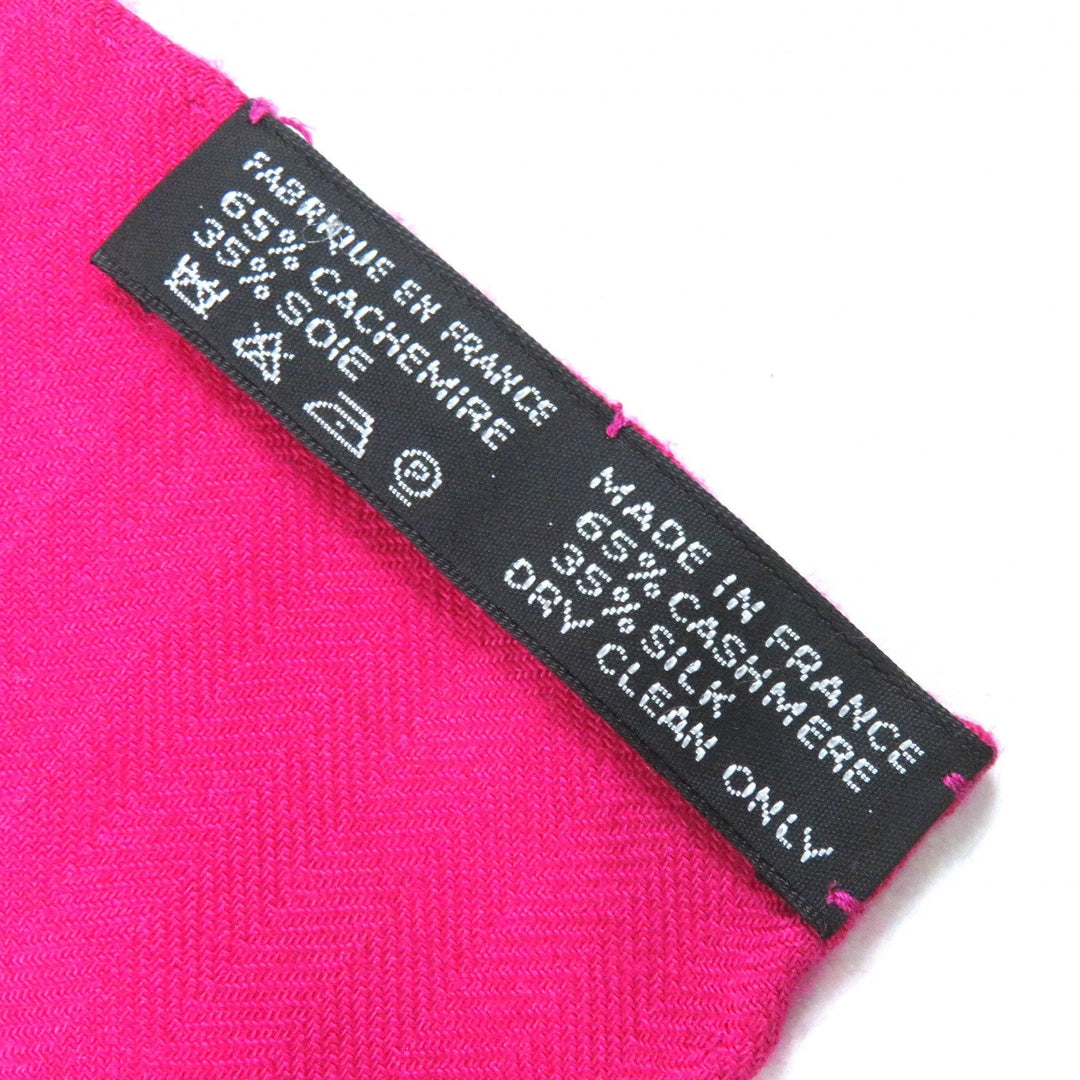 FABRIQUE EN FRANCE
65% CACHEMIRE
35% SOIE
P
MADE IN FRANCE
65% CASHMERE
35% SILK
DRY CLEAN ONLY